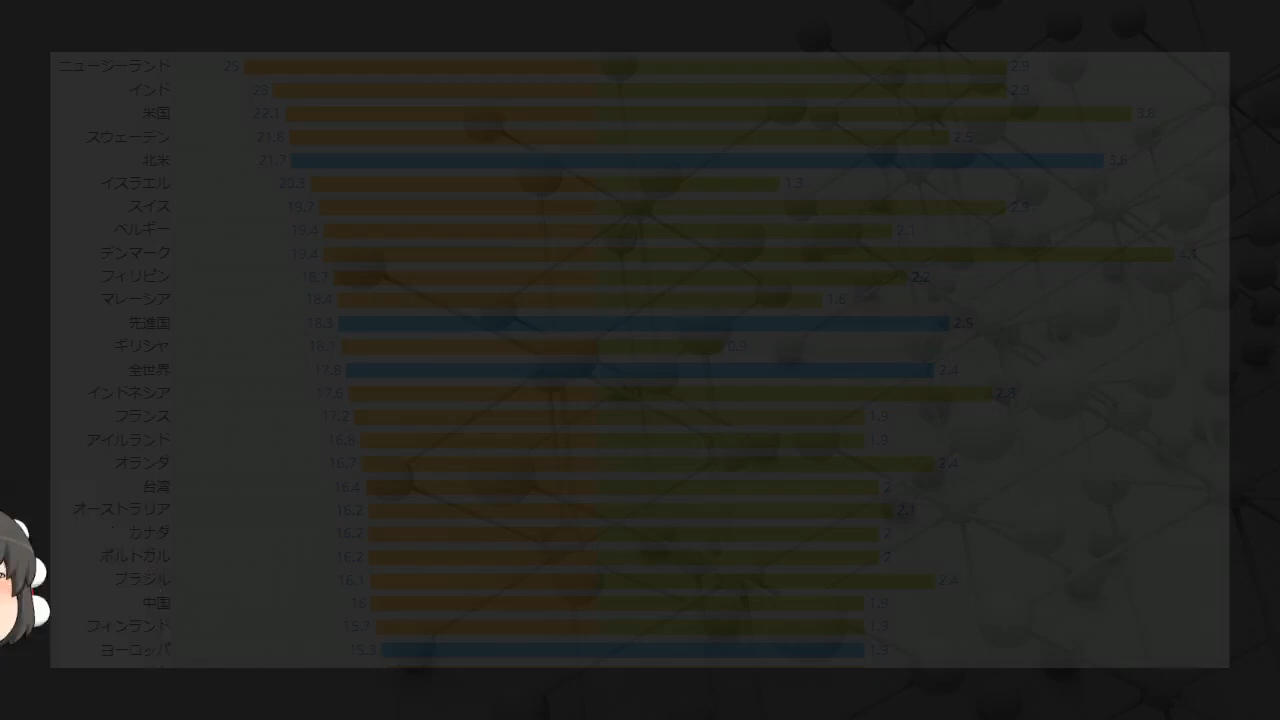 ニュージーランド 25 2.9
インド 23 2.9
米国 22.1 3.8
スウェーデン 21.8 2.5
北米 21.7 3.6
イスラエル 20.3 1.3
スイス 19.7 2.9
ベルギー 19.4 2.1
デンマーク 19.4 4.1
フィリピン 18.7 2.2
マレーシア 18.4 1.6
先進国 18.3 2.5
ギリシャ 18.1 0.9
全世界 17.8 2.4
インドネシア 17.6 2.8
フランス 17.2 1.9
アイルランド 16.8 1.9
オランダ 16.7 2.4
台湾 16.4 2
オーストラリア 16.2 2.1
カナダ 16.2 2
ポルトガル 16.2 2
ブラジル 16.1 2.4
中国 16 1.9
フィンランド 15.7 1.9
ヨーロッパ 15.3 1.9